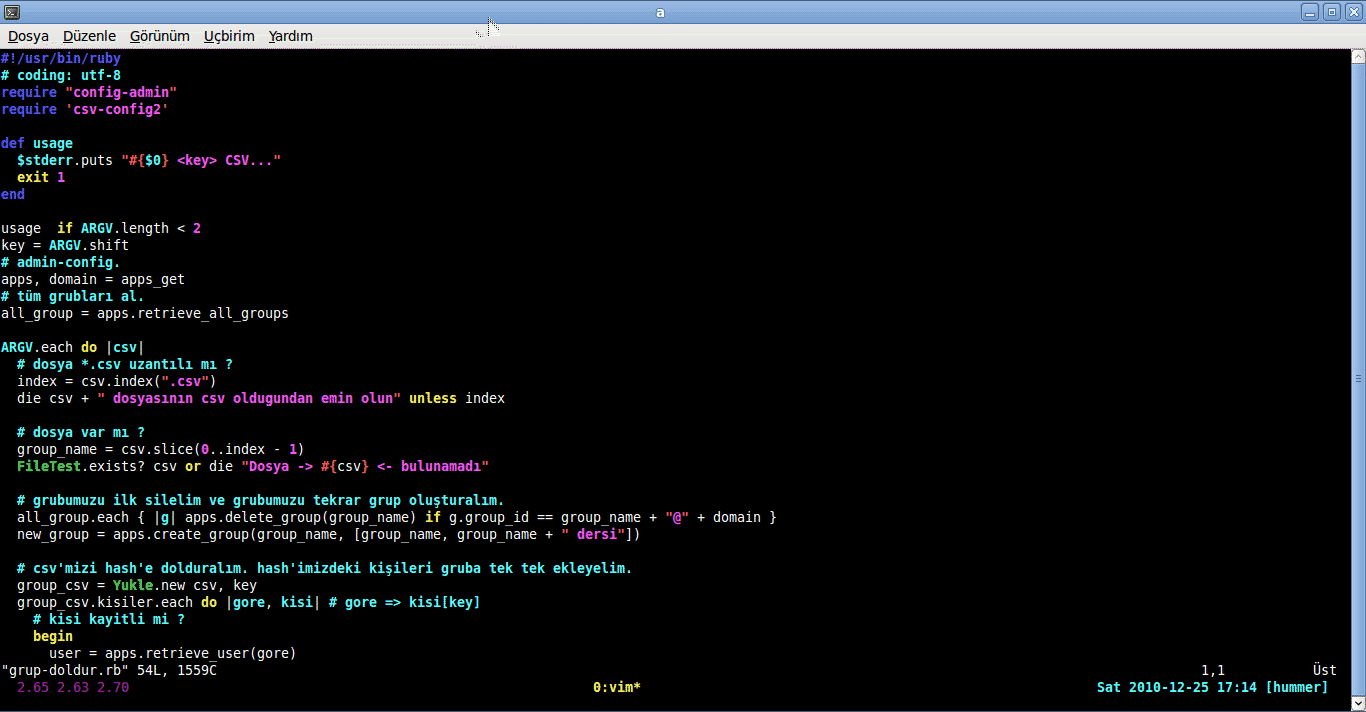 a
Dosya Düzenle Görünüm Uçbirim Yardım
#!/usr/bin/ruby
# coding: utf-8
require "config-admin"
require 'csv-config2'
def usage
  $stderr.puts "#{$0} <key> CSV..."
  exit 1
end
usage  if ARGV.length < 2
key = ARGV.shift
# admin-config.
apps, domain = apps_get
# tüm grubları al.
all_group = apps.retrieve_all_groups
ARGV.each do |csv|
  # dosya *.csv uzantılı mı ?
  index = csv.index(".csv")
  die csv + " dosyasının csv oldugundan emin olun" unless index
  # dosya var mı ?
  group_name = csv.slice(0..index - 1)
  FileTest.exists? csv or die "Dosya -> #{csv} <- bulunamadı"
  # grubumuzu ilk silelim ve grubumuzu tekrar grup oluşturalım.
  all_group.each { |g| apps.delete_group(group_name) if g.group_id == group_name + "@" + domain }
  new_group = apps.create_group(group_name, [group_name, group_name + " dersi"])
  # csv'mizi hash'e dolduralım. hash'imizdeki kişileri gruba tek tek ekleyelim.
  group_csv = Yukle.new csv, key
  group_csv.kisiler.each do |gore, kisi| # gore => kisi[key]
    # kisi kayitli mi ?
    begin
      user = apps.retrieve_user(gore)
"grup-doldur.rb" 54L, 1559C 1,1 Üst
2.65 2.63 2.70 0:vim* Sat 2010-12-25 17:14 [hummer]